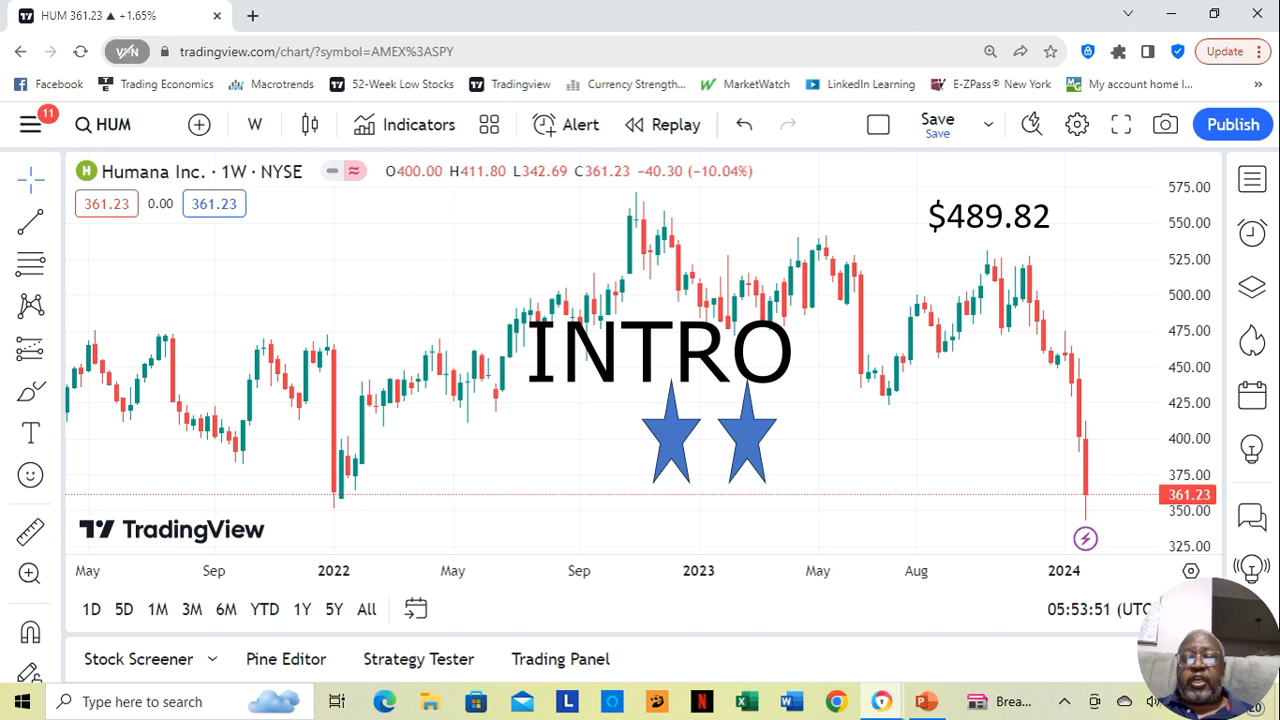 HUM 361.23 ▲ +1.65%
tradingview.com/chart/?symbol=AMEX%3ASPY
Update
Facebook Trading Economics Macrotrends 52-Week Low Stocks Tradingview Currency Strength... MarketWatch LinkedIn Learning E-ZPass® New York My account home l... »
11
HUM W Indicators Alert Replay Save Publish
Save
Humana Inc. · 1W · NYSE O400.00 H411.80 L342.69 C361.23 −40.30 (−10.04%)
361.23 0.00 361.23
$489.82
INTRO
575.00
550.00
525.00
500.00
475.00
450.00
425.00
400.00
375.00
361.23
350.00
325.00
TradingView
May Sep 2022 May Sep 2023 May Aug 2024
1D 5D 1M 3M 6M YTD 1Y 5Y All 05:53:51 (UTC
Stock Screener Pine Editor Strategy Tester Trading Panel
Type here to search Brea... 20